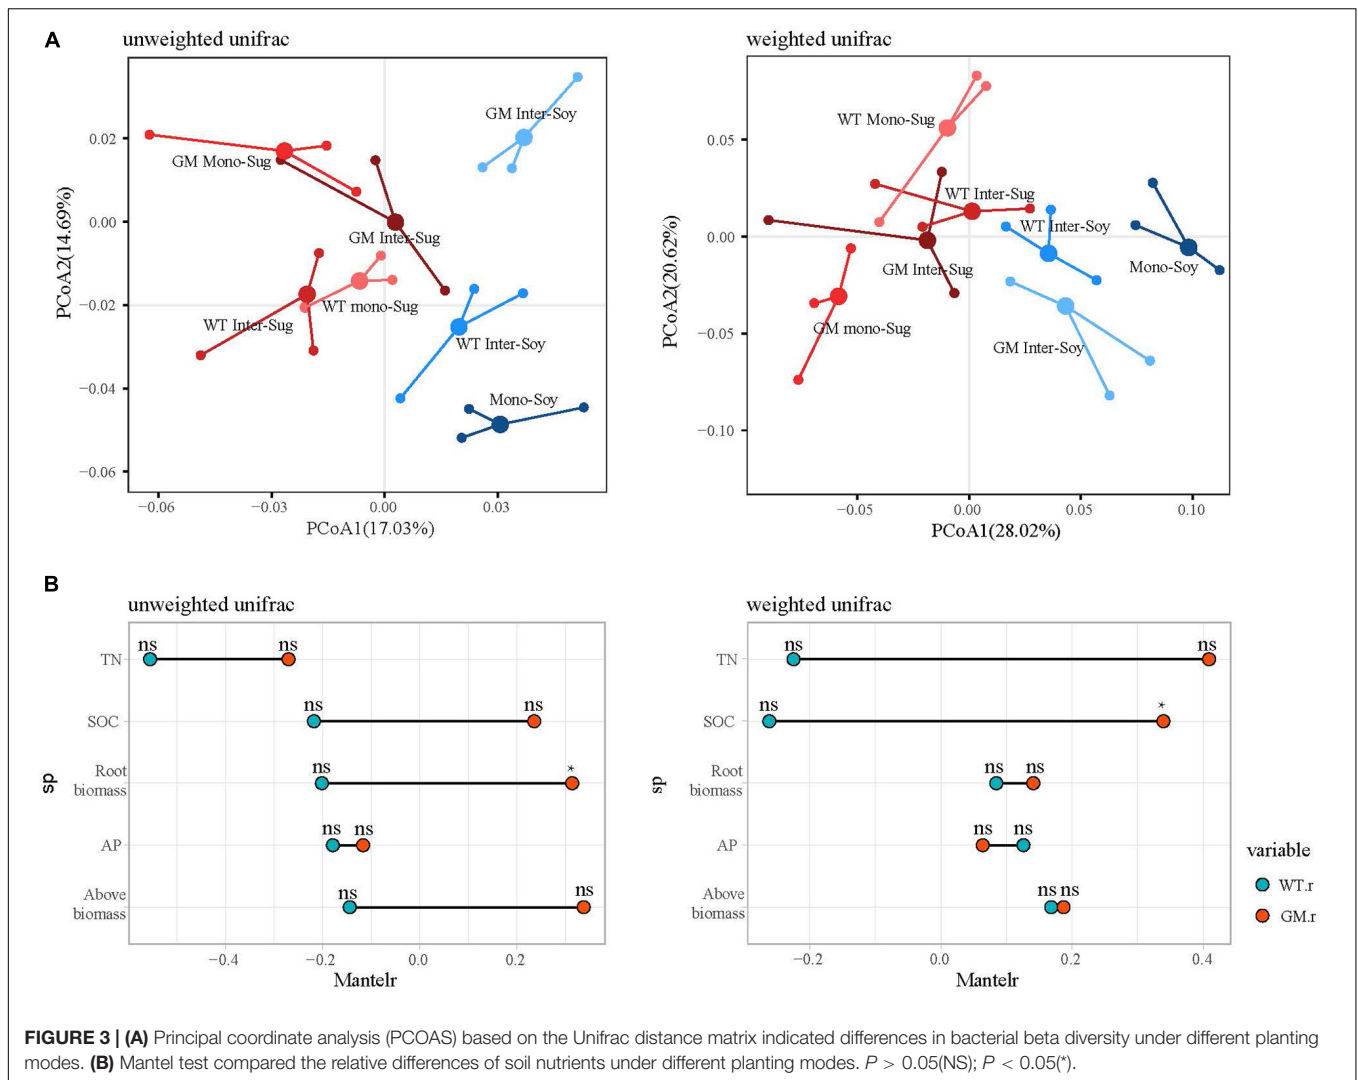 A
unweighted unifrac
GM Inter-Soy
GM Mono-Sug
GM Inter-Sug
WT mono-Sug
WT Inter-Sug
WT Inter-Soy
Mono-Soy
0.02
0.00
−0.02
−0.04
−0.06
PCoA2(14.69%)
−0.06
−0.03
0.00
0.03
PCoA1(17.03%)
weighted unifrac
WT Mono-Sug
WT Inter-Sug
WT Inter-Soy
GM Inter-Sug
Mono-Soy
GM mono-Sug
GM Inter-Soy
0.05
0.00
−0.05
−0.10
PCoA2(20.62%)
−0.05
0.00
0.05
0.10
PCoA1(28.02%)
B
unweighted unifrac
TN
ns
ns
SOC
ns
ns
Root
biomass
ns
*
AP
ns
ns
Above
biomass
ns
ns
sp
−0.4
−0.2
0.0
0.2
Mantelr
weighted unifrac
TN
ns
ns
SOC
ns
*
Root
biomass
ns
ns
AP
ns
ns
Above
biomass
ns
ns
sp
−0.2
0.0
0.2
0.4
Mantelr
variable
WT.r
GM.r
FIGURE 3 | (A) Principal coordinate analysis (PCOAS) based on the Unifrac distance matrix indicated differences in bacterial beta diversity under different planting
modes. (B) Mantel test compared the relative differences of soil nutrients under different planting modes. P > 0.05(NS); P < 0.05(*).